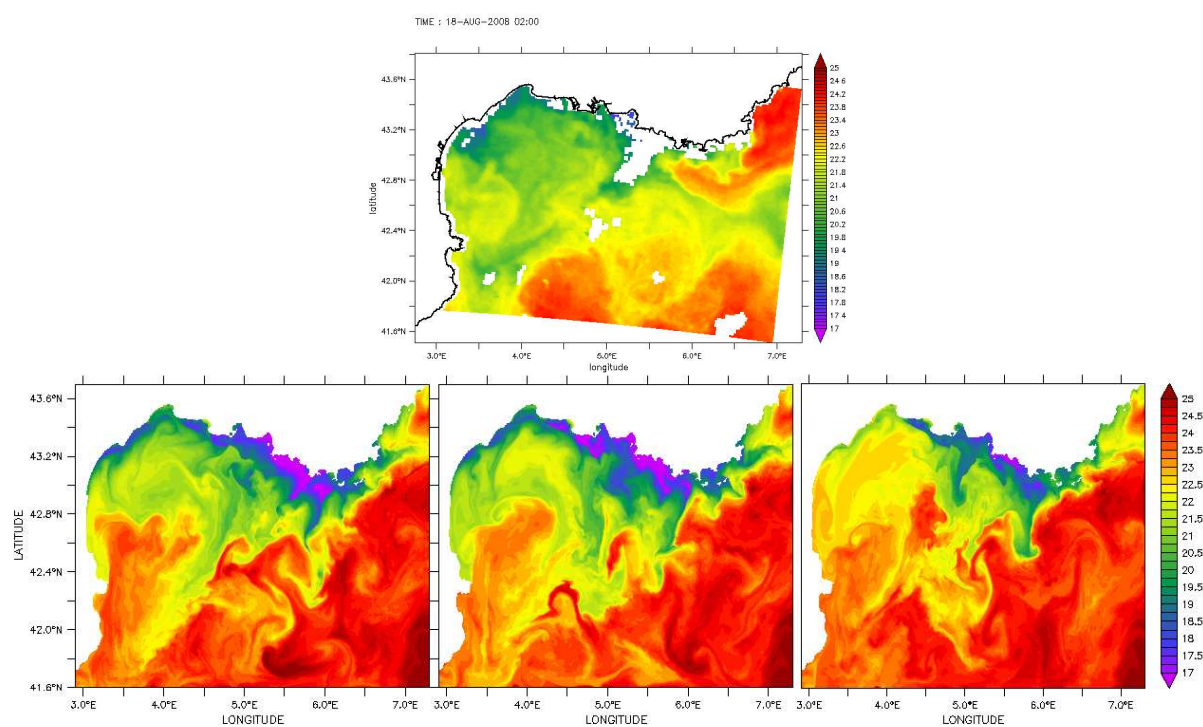 TIME : 18-AUG-2008 02:00
43.6°N
43.2°N
42.8°N
42.4°N
42.0°N
41.6°N
latitude
3.0°E 4.0°E 5.0°E 6.0°E 7.0°E
longitude
25
24.6
24.2
23.8
23.4
23
22.6
22.2
21.8
21.4
21
20.6
20.2
19.8
19.4
19
18.6
18.2
17.8
17.4
17
43.6°N
43.2°N
42.8°N
42.4°N
42.0°N
41.6°N
LATITUDE
3.0°E 4.0°E 5.0°E 6.0°E 7.0°E
LONGITUDE
3.0°E 4.0°E 5.0°E 6.0°E 7.0°E
LONGITUDE
3.0°E 4.0°E 5.0°E 6.0°E 7.0°E
LONGITUDE
25
24.5
24
23.5
23
22.5
22
21.5
21
20.5
20
19.5
19
18.5
18
17.5
17